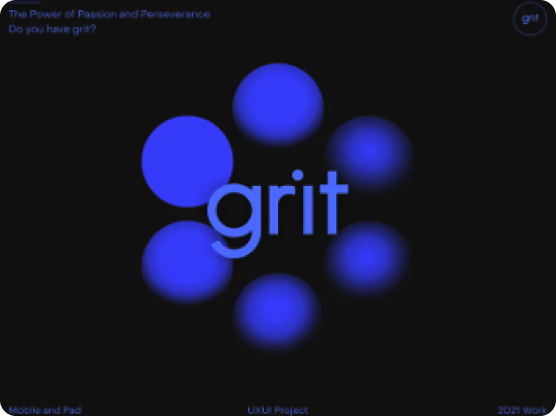 The Power of Passion and Perseverance
Do you have grit?
grit
grit
Mobile and Pad
UXUI Project
2021 Work